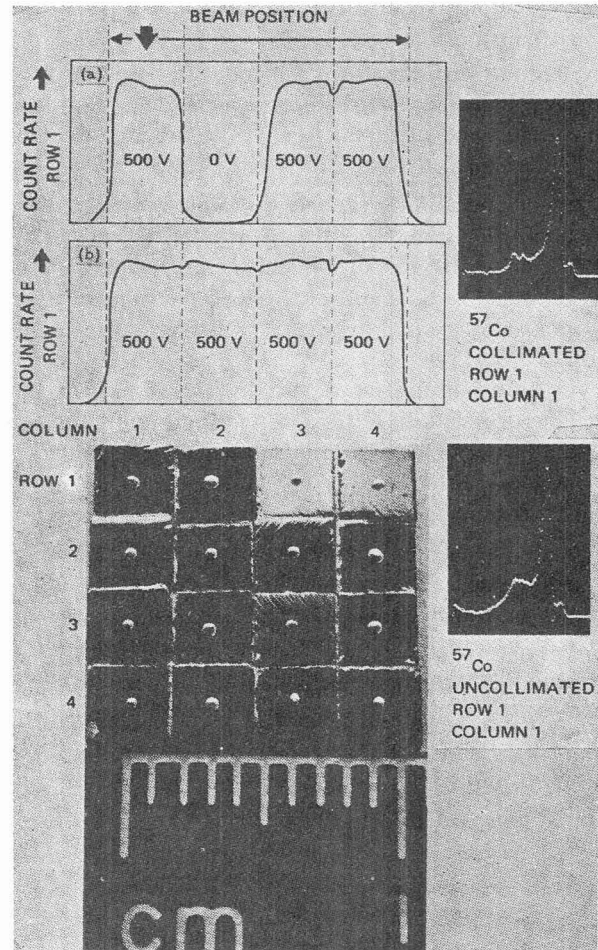 BEAM POSITION
(a)
COUNT RATE
ROW 1
500 V 0 V 500 V 500 V
(b)
COUNT RATE
ROW 1
500 V 500 V 500 V 500 V
57Co
COLLIMATED
ROW 1
COLUMN 1
COLUMN 1 2 3 4
ROW 1
2
3
4
57Co
UNCOLLIMATED
ROW 1
COLUMN 1
cm